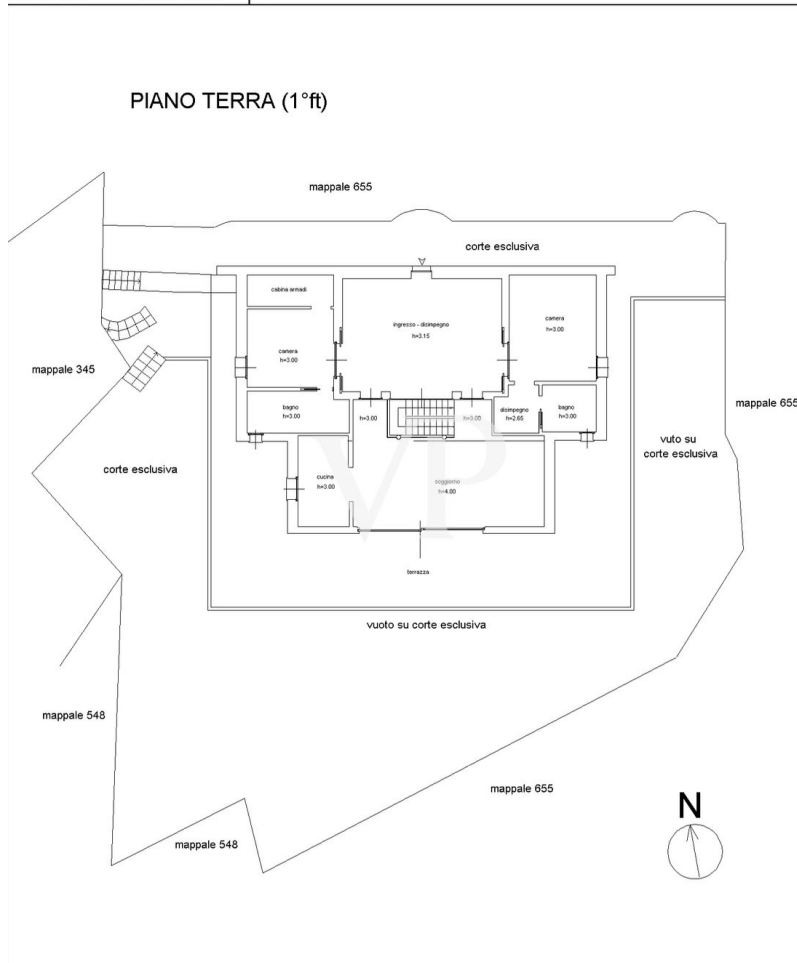 PIANO TERRA (1°ft)
mappale 655
corte esclusiva
cabina armadi
ingresso - disimpegno
h=3.15
camera
h=3.00
camera
h=3.00
mappale 345
mappale 655
bagno
h=3.00
h=3.00
h=3.00
disimpegno
h=2.65
bagno
h=3.00
vuto su
corte esclusiva
corte esclusiva
cucina
h=3.00
soggiorno
h=4.00
VP
terrazza
vuoto su corte esclusiva
mappale 548
mappale 655
N
mappale 548